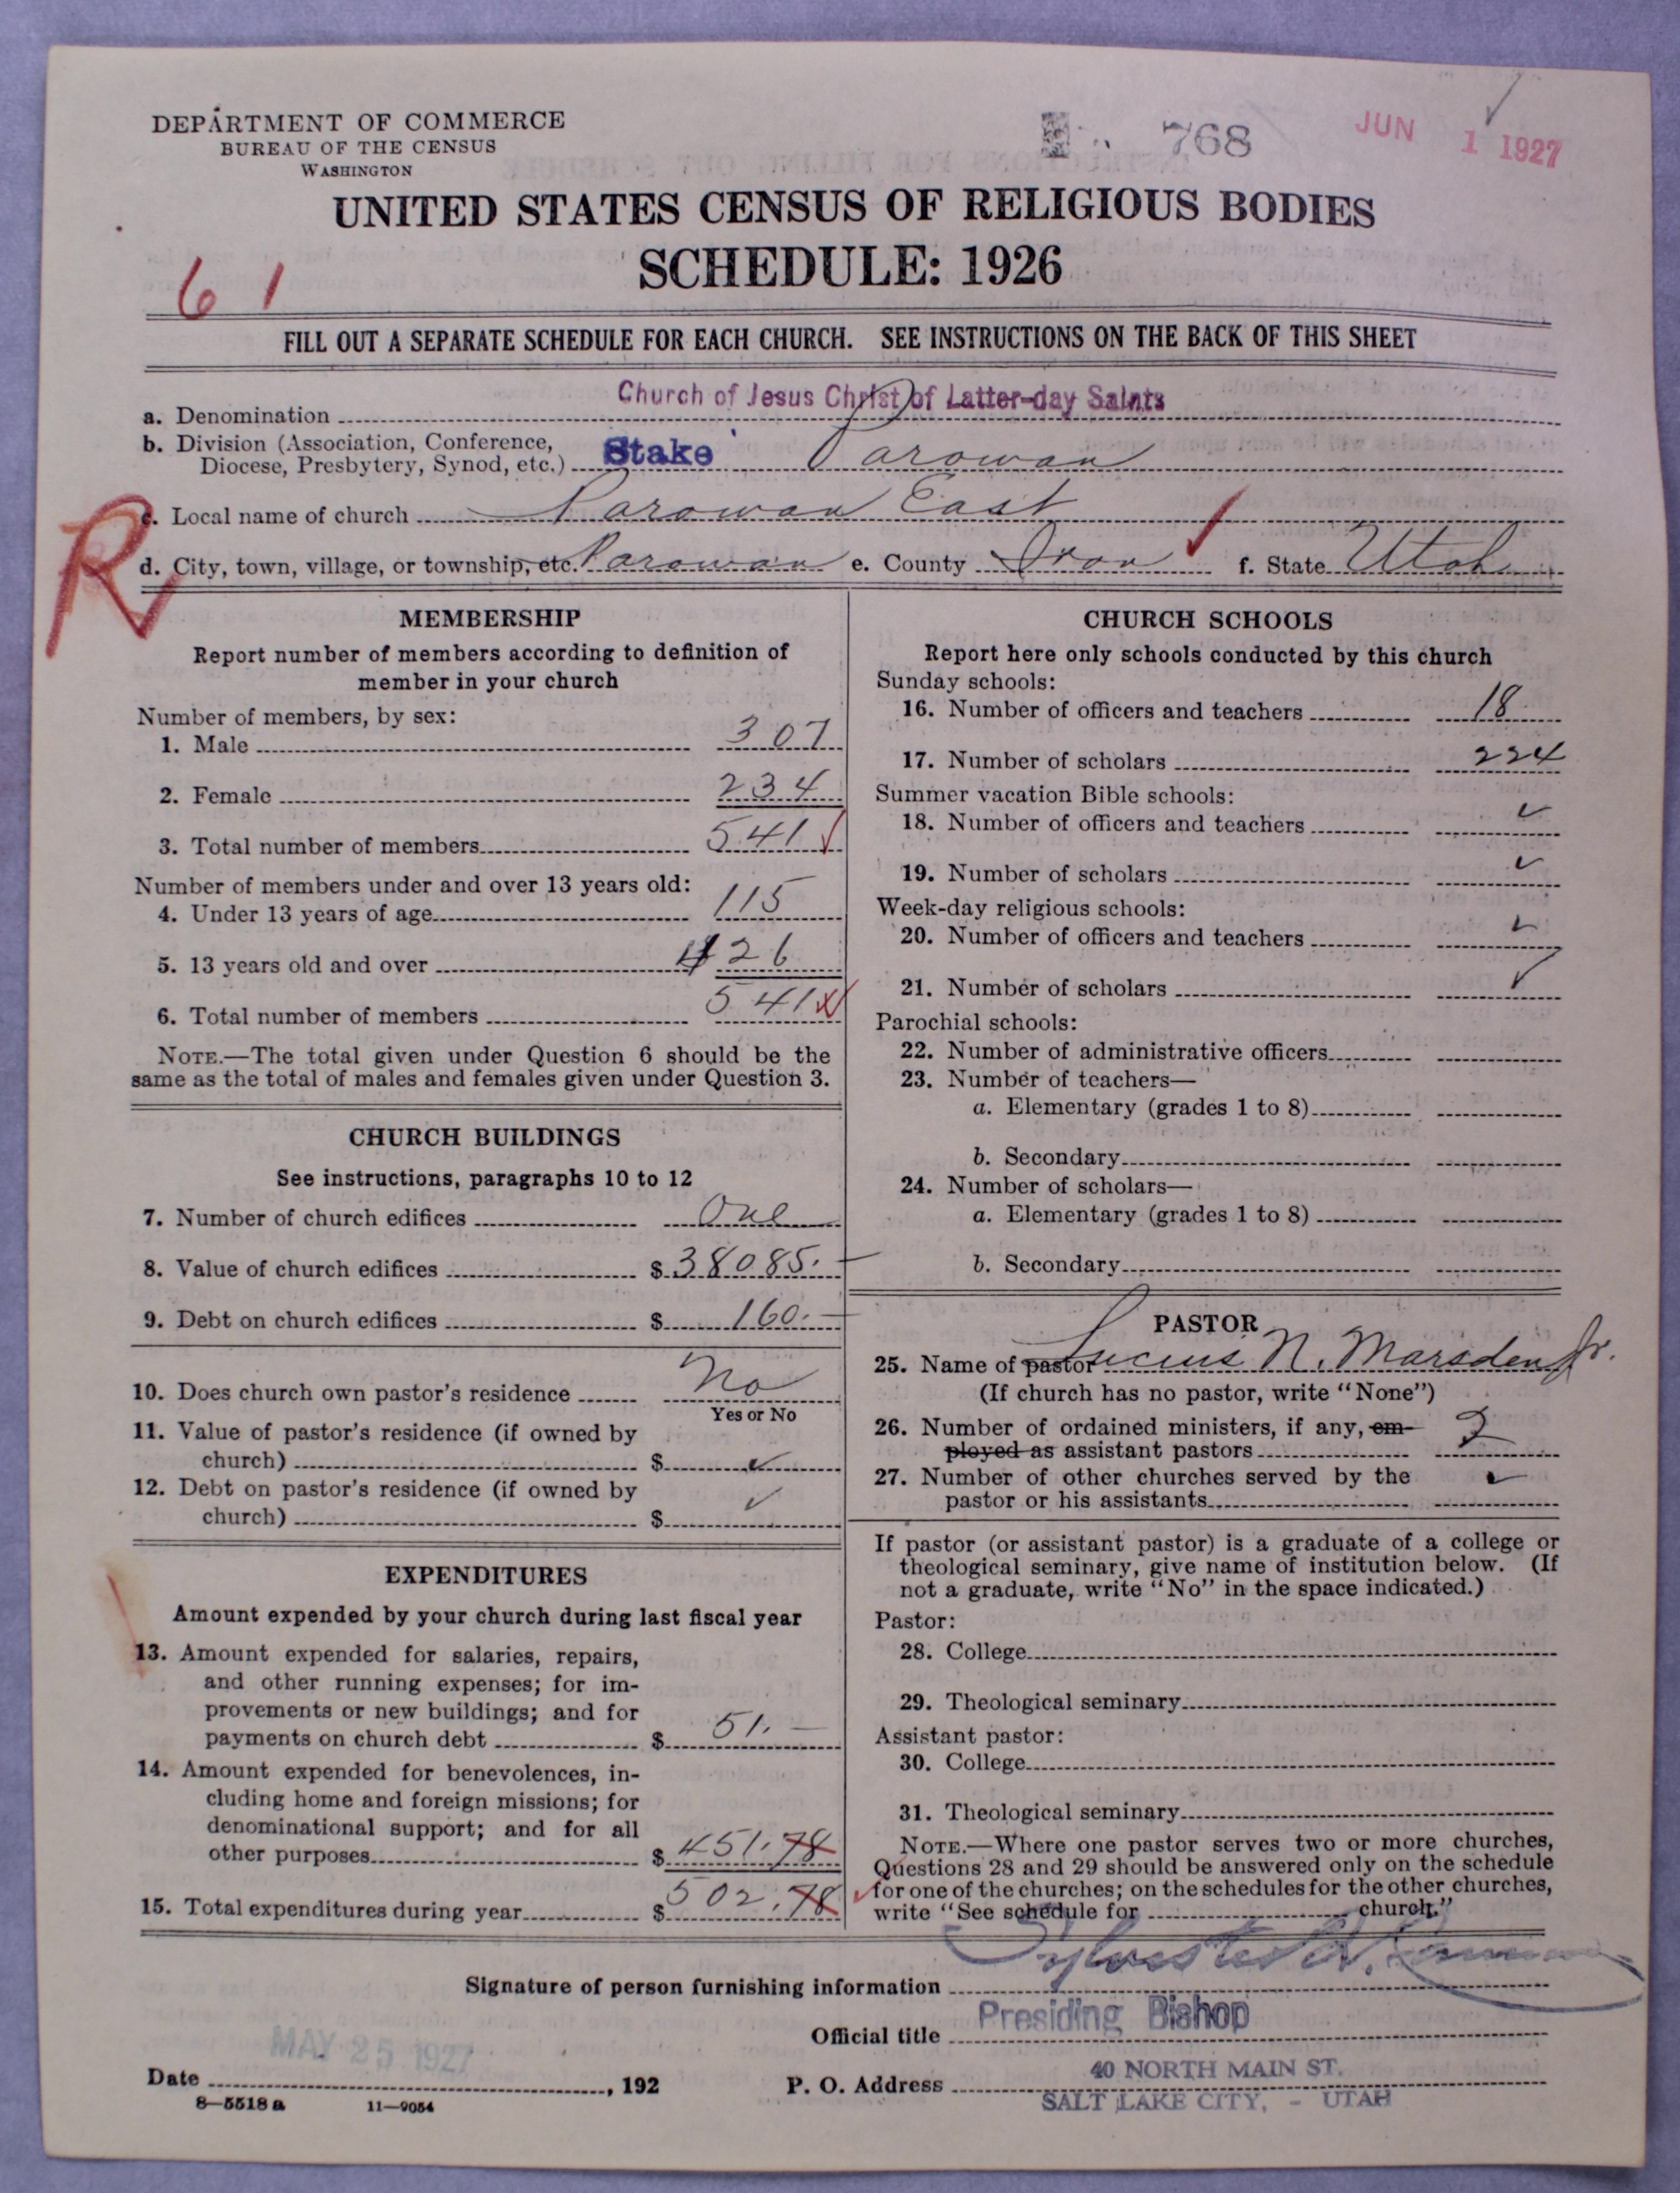 DEPARTMENT OF COMMERCE
BUREAU OF THE CENSUS
WASHINGTON
768
JUN 1 1927
UNITED STATES CENSUS OF RELIGIOUS BODIES
SCHEDULE: 1926
6 1
FILL OUT A SEPARATE SCHEDULE FOR EACH CHURCH. SEE INSTRUCTIONS ON THE BACK OF THIS SHEET
a. Denomination Church of Jesus Christ of Latter-day Saints
b. Division (Association, Conference,
Diocese, Presbytery, Synod, etc.) Stake Parowan
R
c. Local name of church Parowan East
d. City, town, village, or township, etc. Parowan e. County Iron f. State Utah
MEMBERSHIP
Report number of members according to definition of
member in your church
Number of members, by sex:
1. Male 307
2. Female 234
3. Total number of members 541
Number of members under and over 13 years old:
4. Under 13 years of age 115
5. 13 years old and over 426
6. Total number of members 541
NOTE.—The total given under Question 6 should be the
same as the total of males and females given under Question 3.
CHURCH BUILDINGS
See instructions, paragraphs 10 to 12
7. Number of church edifices One
8. Value of church edifices $ 38085.—
9. Debt on church edifices $ 160.—
10. Does church own pastor's residence No
Yes or No
11. Value of pastor's residence (if owned by
church) $ ✓
12. Debt on pastor's residence (if owned by
church) $ ✓
EXPENDITURES
Amount expended by your church during last fiscal year
13. Amount expended for salaries, repairs,
and other running expenses; for im-
provements or new buildings; and for
payments on church debt $ 51.—
14. Amount expended for benevolences, in-
cluding home and foreign missions; for
denominational support; and for all
other purposes $ 451.78
15. Total expenditures during year $ 502.78
CHURCH SCHOOLS
Report here only schools conducted by this church
Sunday schools:
16. Number of officers and teachers 18
17. Number of scholars 224
Summer vacation Bible schools:
18. Number of officers and teachers ✓
19. Number of scholars ✓
Week-day religious schools:
20. Number of officers and teachers ✓
21. Number of scholars ✓
Parochial schools:
22. Number of administrative officers
23. Number of teachers—
a. Elementary (grades 1 to 8)
b. Secondary
24. Number of scholars—
a. Elementary (grades 1 to 8)
b. Secondary
PASTOR
25. Name of pastor Lucius N. Marsden Jr.
(If church has no pastor, write "None")
26. Number of ordained ministers, if any, em-
ployed as assistant pastors 2
27. Number of other churches served by the
pastor or his assistants ✓
If pastor (or assistant pastor) is a graduate of a college or
theological seminary, give name of institution below. (If
not a graduate, write "No" in the space indicated.)
Pastor:
28. College
29. Theological seminary
Assistant pastor:
30. College
31. Theological seminary
NOTE.—Where one pastor serves two or more churches,
Questions 28 and 29 should be answered only on the schedule
for one of the churches; on the schedules for the other churches,
write "See schedule for church."
Signature of person furnishing information Sylvester Q. Cannon
Official title Presiding Bishop
MAY 25 1927
Date , 192
P. O. Address 40 NORTH MAIN ST.
SALT LAKE CITY, - UTAH
8—5518 a 11—9054